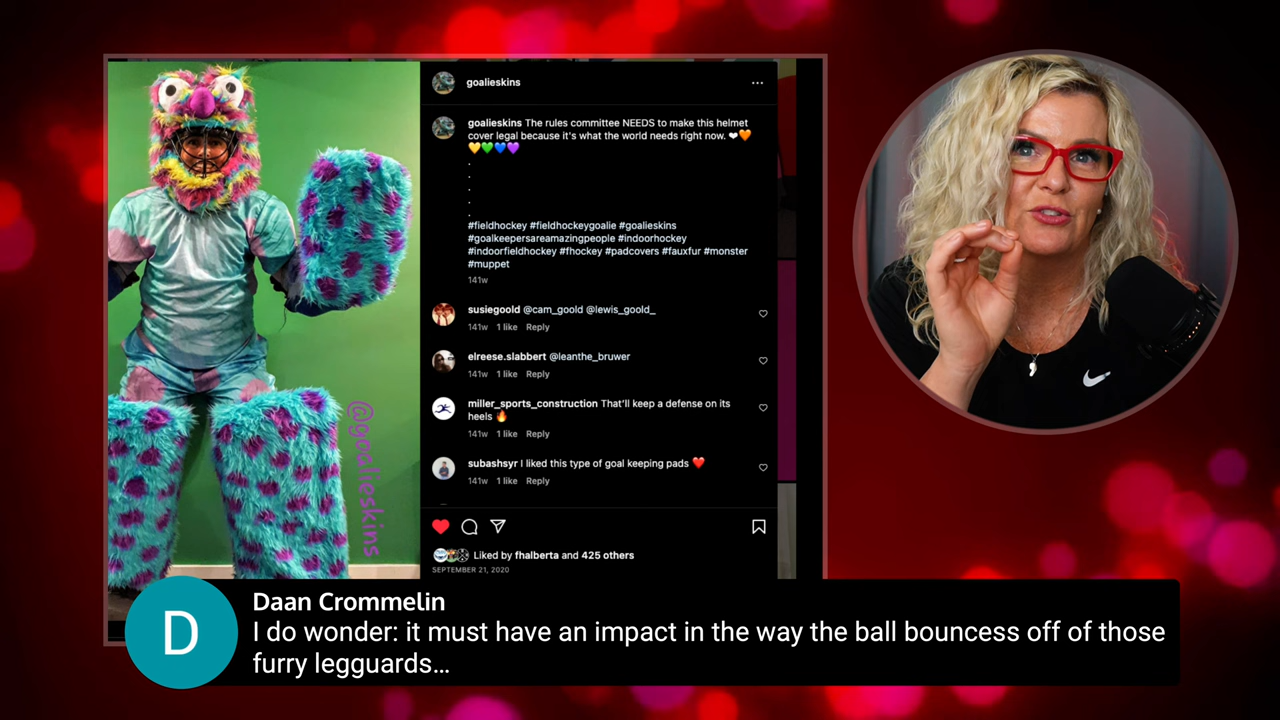 goalieskins
goalieskins The rules committee NEEDS to make this helmet
cover legal because it's what the world needs right now. ❤🧡
💛💚💙💜
.
.
.
.
.
#fieldhockey #fieldhockeygoalie #goalieskins
#goalkeepersareamazingpeople #indoorhockey
#indoorfieldhockey #fhockey #padcovers #fauxfur #monster
#muppet
141w
susiegoold @cam_goold @lewis_goold_
141w 1 like Reply
elreese.slabbert @leanthe_bruwer
141w 1 like Reply
miller_sports_construction That'll keep a defense on its
heels 🔥
141w 1 like Reply
subashsyr I liked this type of goal keeping pads ❤️
141w 1 like Reply
Liked by fhalberta and 425 others
SEPTEMBER 21, 2020
@goalieskins
D
Daan Crommelin
I do wonder: it must have an impact in the way the ball bouncess off of those
furry legguards...